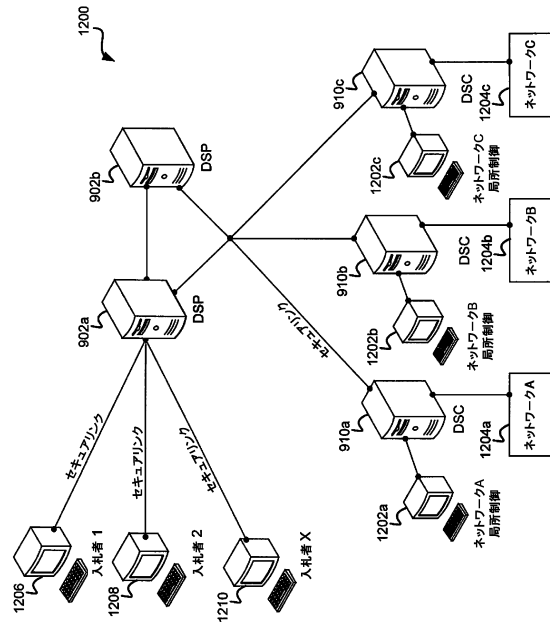 1200
902b
DSP
902a
DSP
セキュアリンク
セキュアリンク
セキュアリンク
1206
入札者 1
1208
入札者 2
1210
入札者 X
セキュアリンク
910a
DSC
1202a
ネットワークA
局所制御
1204a
ネットワークA
910b
DSC
1202b
ネットワークB
局所制御
1204b
ネットワークB
910c
DSC
1202c
ネットワークC
局所制御
1204c
ネットワークC